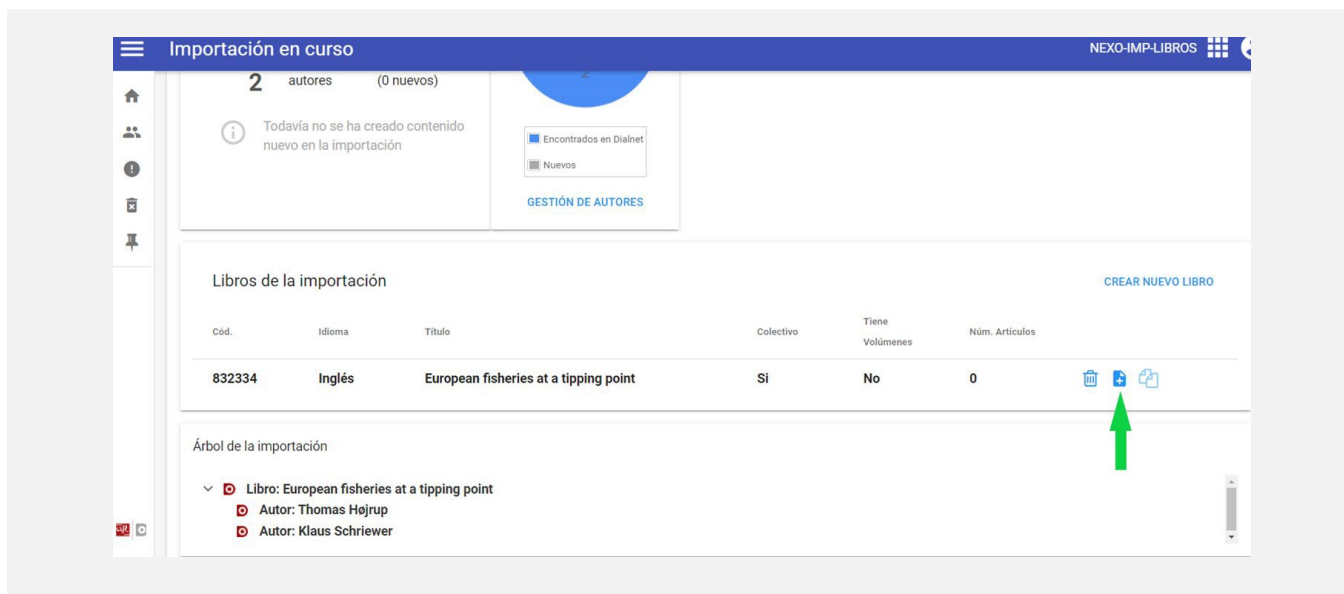 Importación en curso
NEXO-IMP-LIBROS
2 autores (0 nuevos)
Todavía no se ha creado contenido
nuevo en la importación
2
Encontrados en Dialnet
Nuevos
GESTIÓN DE AUTORES
Libros de la importación
CREAR NUEVO LIBRO
Cód. Idioma Título Colectivo Tiene Volúmenes Núm. Artículos
832334 Inglés European fisheries at a tipping point Si No 0
Árbol de la importación
Libro: European fisheries at a tipping point
Autor: Thomas Højrup
Autor: Klaus Schriewer